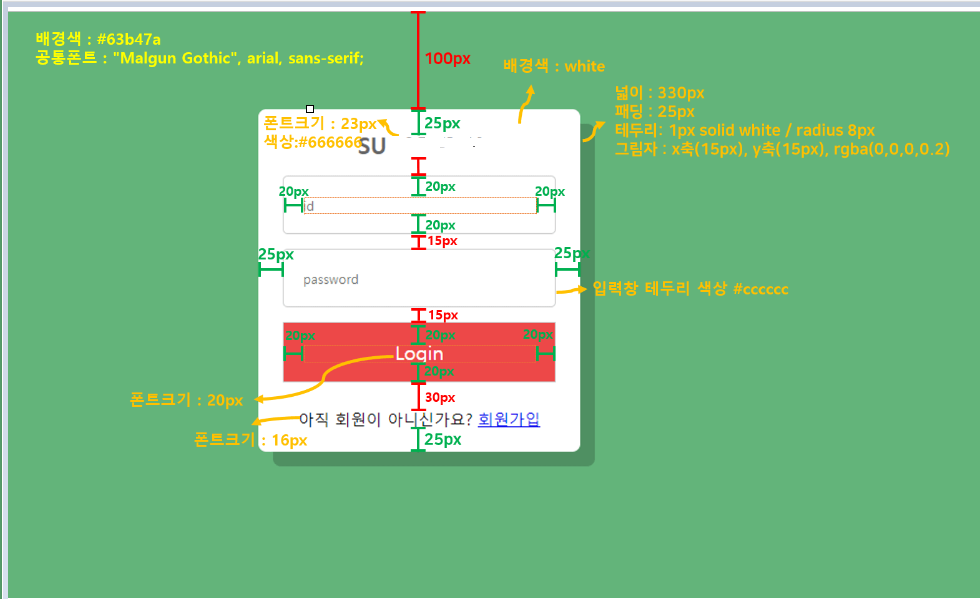 배경색 : #63b47a
공통폰트 : "Malgun Gothic", arial, sans-serif;
100px
배경색 : white
넓이 : 330px
패딩 : 25px
테두리: 1px solid white / radius 8px
그림자 : x축(15px), y축(15px), rgba(0,0,0,0.2)
폰트크기 : 23px
25px
색상:#666666
SU
20px
20px
20px
id
20px
15px
25px
25px
password
입력창 테두리 색상 #cccccc
15px
20px
20px
20px
Login
20px
폰트크기 : 20px
30px
아직 회원이 아니신가요? 회원가입
폰트크기 : 16px
25px